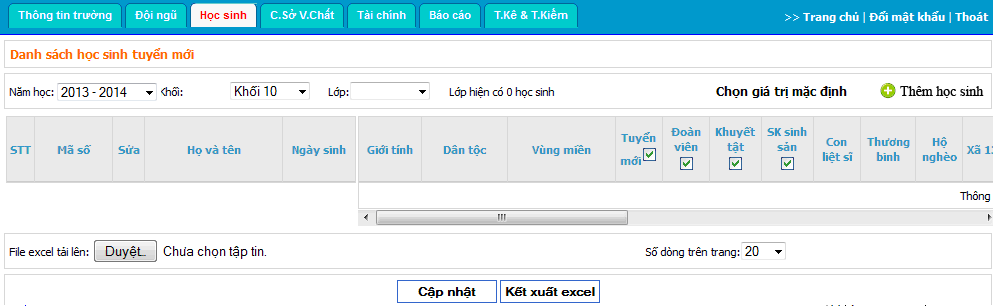 Thông tin trường Đội ngũ Học sinh C.Sở V.Chất Tài chính Báo cáo T.Kê & T.Kiểm >> Trang chủ | Đổi mật khẩu | Thoát
Danh sách học sinh tuyển mới
Năm học: 2013 - 2014 Khối: Khối 10 Lớp: Lớp hiện có 0 học sinh Chọn giá trị mặc định Thêm học sinh
STT Mã số Sửa Họ và tên Ngày sinh Giới tính Dân tộc Vùng miền Tuyển mới Đoàn viên Khuyết tật SK sinh sản Con liệt sĩ Thương binh Hộ nghèo Xã
Thông
File excel tải lên: Duyệt.. Chưa chọn tập tin. Số dòng trên trang: 20
Cập nhật Kết xuất excel